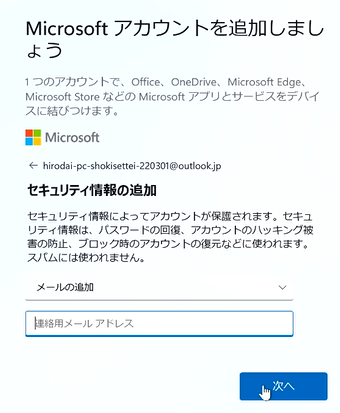 Microsoft アカウントを追加しまし
ょう
1 つのアカウントで、Office、OneDrive、Microsoft Edge、
Microsoft Store などの Microsoft アプリとサービスをデバイ
スに結びつけます。
Microsoft
← hirodai-pc-shokisettei-220301@outlook.jp
セキュリティ情報の追加
セキュリティ情報によってアカウントが保護されます。セキュ
リティ情報は、パスワードの回復、アカウントのハッキング被
害の防止、ブロック時のアカウントの復元などに使われます。
スパムには使われません。
メールの追加
連絡用メール アドレス
次へ